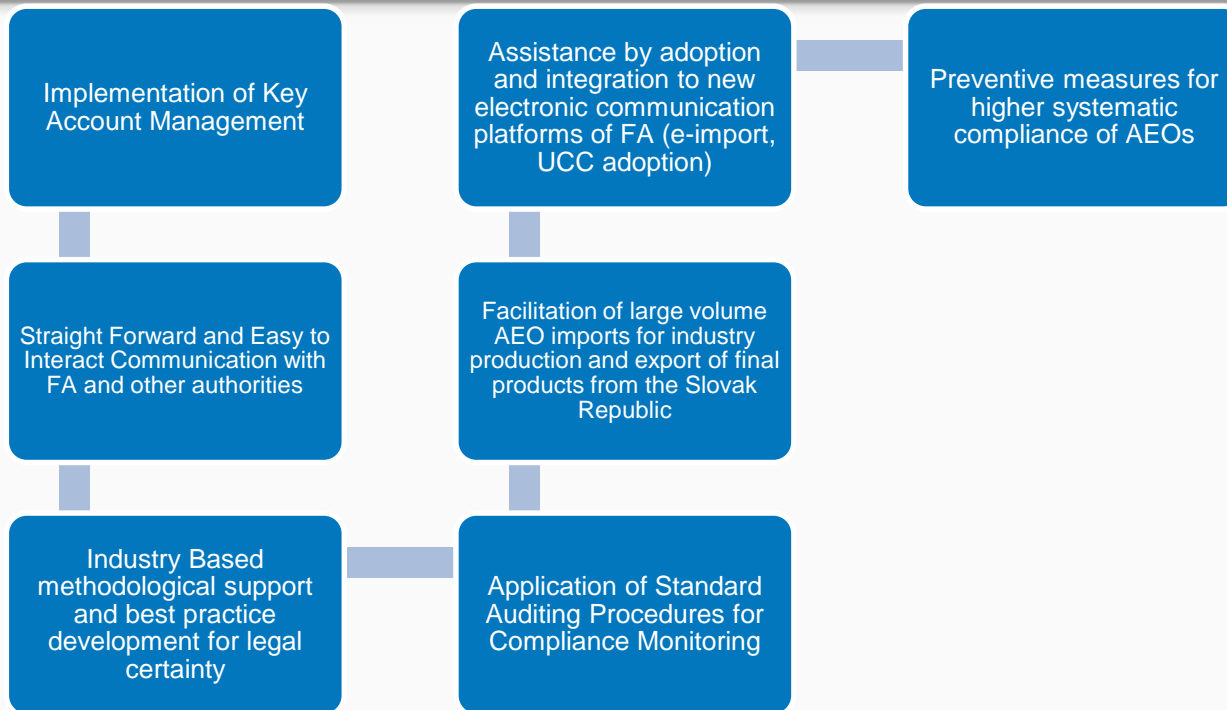 Implementation of Key
Account Management
Straight Forward and Easy to
Interact Communication with
FA and other authorities
Industry Based
methodological support
and best practice
development for legal
certainty
Application of Standard
Auditing Procedures for
Compliance Monitoring
Facilitation of large volume
AEO imports for industry
production and export of final
products from the Slovak
Republic
Assistance by adoption
and integration to new
electronic communication
platforms of FA (e-import,
UCC adoption)
Preventive measures for
higher systematic
compliance of AEOs